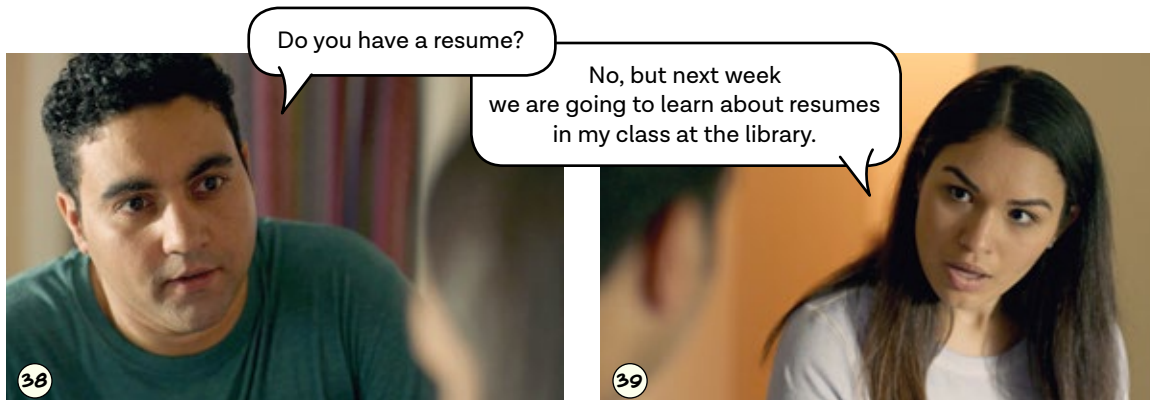 Do you have a resume?
No, but next week
we are going to learn about resumes
in my class at the library.
38
39